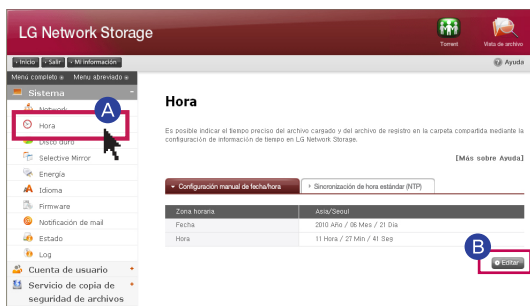 LG Network Storage
Torrent
Vista de archivo
Inicio Salir Mi Información
Ayuda
Menú completo Menu abreviado
Sistema
Network
A
Hora
Disco duro
Selective Mirror
Energía
Idioma
Firmware
Notificación de mail
Estado
Log
Cuenta de usuario
Servicio de copia de
seguridad de archivos
Hora
Es posible indicar el tiempo preciso del archivo cargado y del archivo de registro en la carpeta compartida mediante la
configuración de información de tiempo en LG Network Storage.
[Más sobre Ayuda]
Configuración manual de fecha/hora
Sincronización de hora estándar (NTP)
Zona horaria Asia/Seoul
Fecha 2010 Año / 06 Mes / 21 Día
Hora 11 Hora / 27 Min / 41 Seg
B
Editar